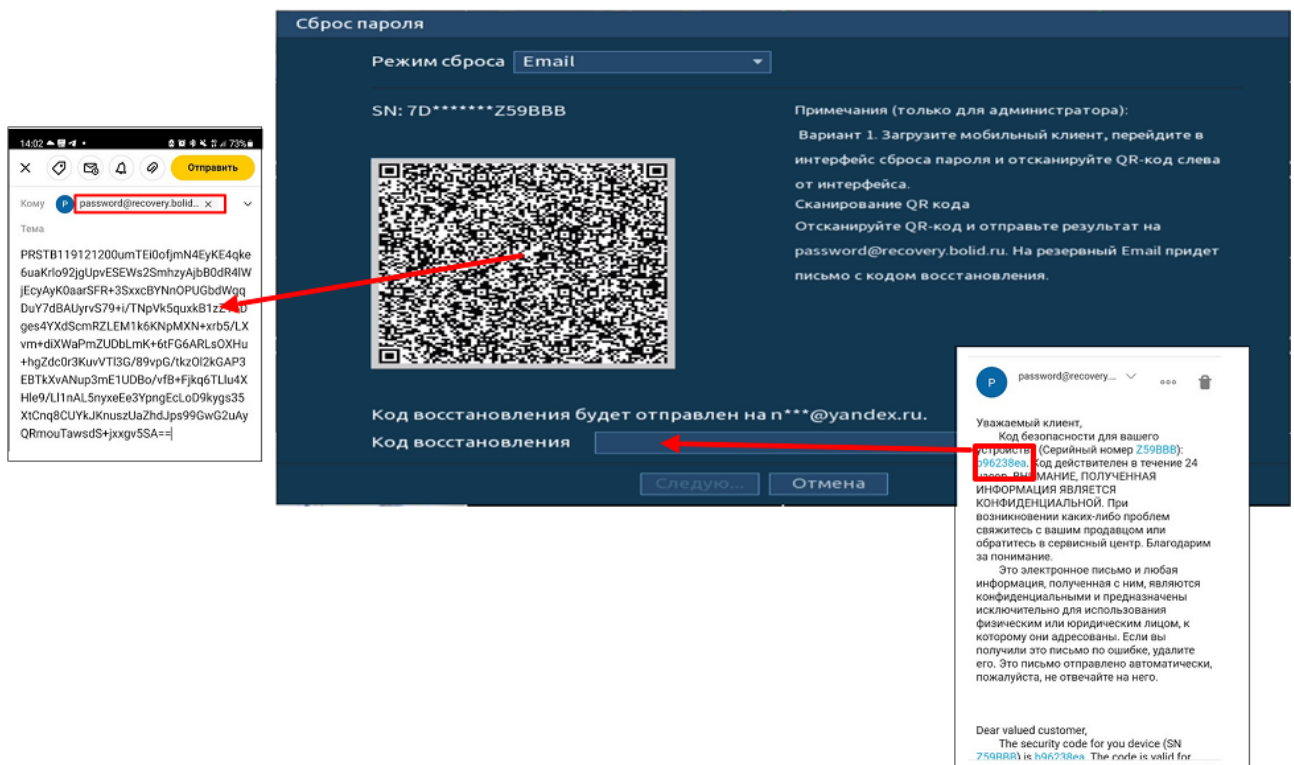 Сброс пароля
Режим сброса Email
SN: 7D*******Z59BBB
Примечания (только для администратора):
Вариант 1. Загрузите мобильный клиент, перейдите в
интерфейс сброса пароля и отсканируйте QR-код слева
от интерфейса.
Сканирование QR кода
Отсканируйте QR-код и отправьте результат на
password@recovery.bolid.ru. На резервный Email придет
письмо с кодом восстановления.
Код восстановления будет отправлен на n***@yandex.ru.
Код восстановления
Следую... Отмена
14:02 73%
Отправить
Кому P password@recovery.bolid.. x
Тема
PRSTB119121200umTEi0ofjmN4EyKE4qke
6uaKrlo92jgUpvESEWs2SmhzyAjbB0dR4lW
jEcyAyK0aarSFR+3SxxcBYNnOPUGbdWgq
DuY7dBAUyrvS79+i/TNpVk5quxkB1zZ
ges4YXdScmRZLEM1k6KNpMXN+xrb5/LX
vm+diXWaPmZUDbLmK+6tFG6ARLsOXHu
+hgZdc0r3KuvVTl3G/89vpG/tkzOl2kGAP3
EBTkXvANup3mE1UDBo/vfB+Fjkq6TLlu4X
Hle9/Ll1nAL5nyxeEe3YpngEcLoD9kygs35
XtCnq8CUYkJKnuszUaZhdJps99GwG2uAy
QRmouTawsdS+jxxgv5SA==
P password@recovery....
Уважаемый клиент,
Код безопасности для вашего
устройства (Серийный номер Z59BBB):
b96238ea. Код действителен в течение 24
часов. ВНИМАНИЕ, ПОЛУЧЕННАЯ
ИНФОРМАЦИЯ ЯВЛЯЕТСЯ
КОНФИДЕНЦИАЛЬНОЙ. При
возникновении каких-либо проблем
свяжитесь с вашим продавцом или
обратитесь в сервисный центр. Благодарим
за понимание.
Это электронное письмо и любая
информация, полученная с ним, являются
конфиденциальными и предназначены
исключительно для использования
физическим или юридическим лицом, к
которому они адресованы. Если вы
получили это письмо по ошибке, удалите
его. Это письмо отправлено автоматически,
пожалуйста, не отвечайте на него.
Dear valued customer,
The security code for you device (SN
Z59BBB) is b96238ea. The code is valid for